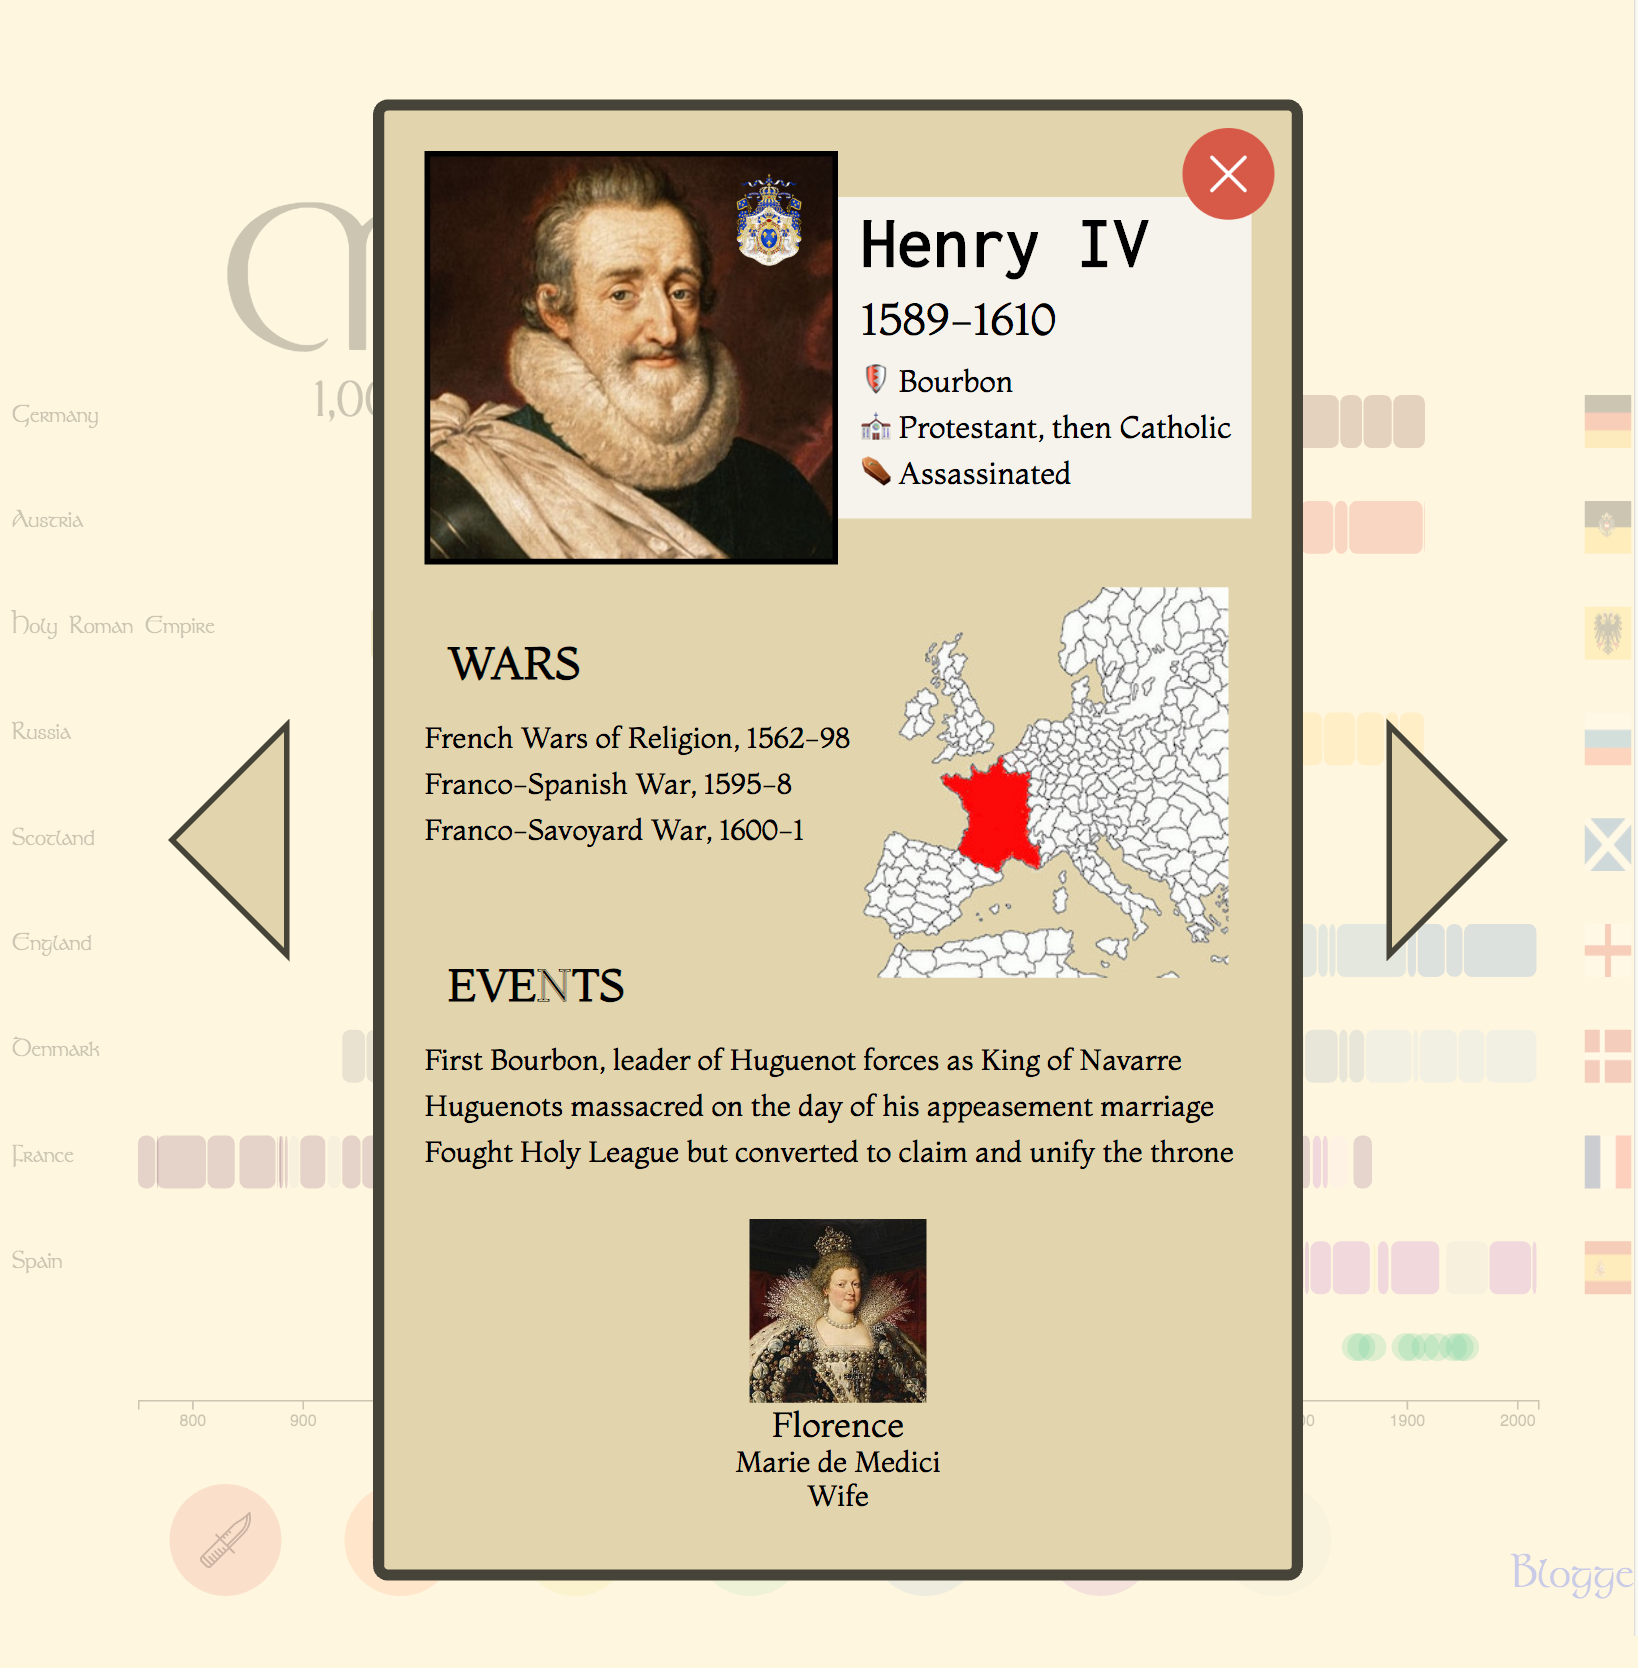 Henry IV
1589–1610
Bourbon
Protestant, then Catholic
Assassinated
WARS
French Wars of Religion, 1562–98
Franco–Spanish War, 1595–8
Franco–Savoyard War, 1600–1
EVENTS
First Bourbon, leader of Huguenot forces as King of Navarre
Huguenots massacred on the day of his appeasement marriage
Fought Holy League but converted to claim and unify the throne
Florence
Marie de Medici
Wife
Germany
Austria
Holy Roman Empire
Russia
Scotland
England
Denmark
France
Spain
800 900 1900 2000